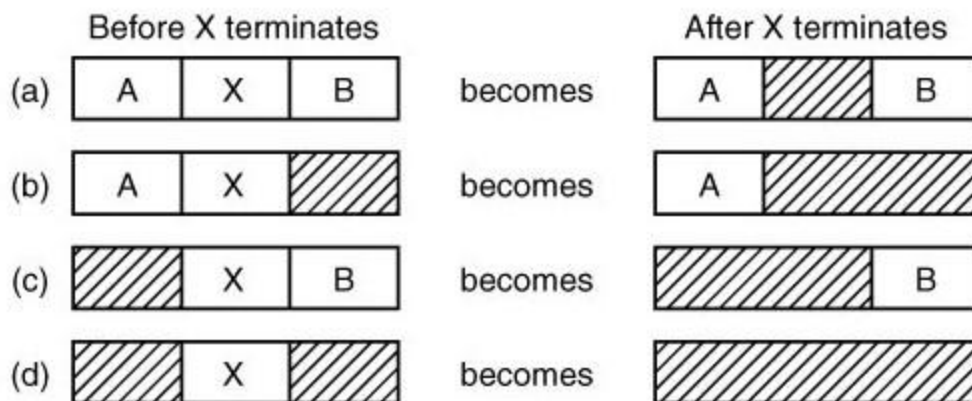 Before X terminates After X terminates
(a) A X B becomes A B
(b) A X becomes A
(c) X B becomes B
(d) X becomes